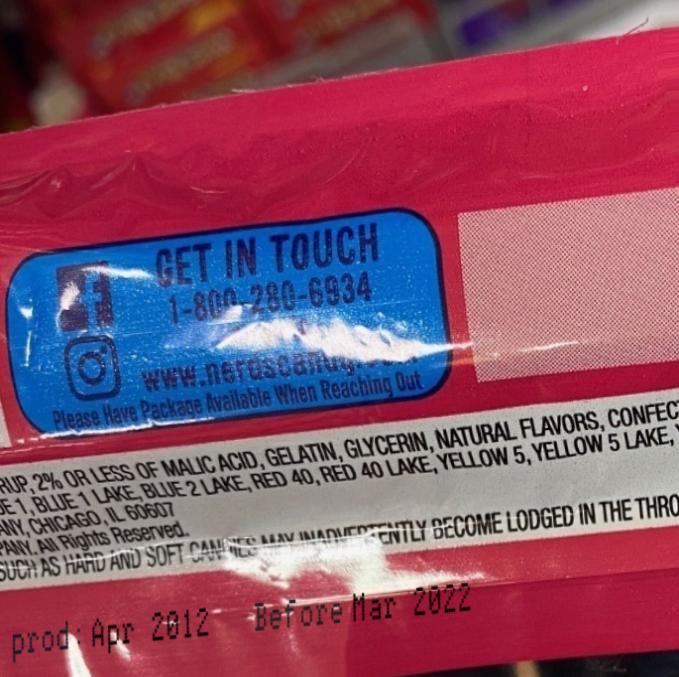 GET IN TOUCH
1-800-280-6934
www.nerdscandy.com
Please Have Package Available When Reaching Out
RUP, 2% OR LESS OF MALIC ACID, GELATIN, GLYCERIN, NATURAL FLAVORS, CONFEC
UE 1, BLUE 1 LAKE, BLUE 2 LAKE, RED 40, RED 40 LAKE, YELLOW 5, YELLOW 5 LAKE, Y
ANY, CHICAGO, IL 60607
PANY. All Rights Reserved.
SUCH AS HARD AND SOFT CANDIES MAY INADVERTENTLY BECOME LODGED IN THE THRO
prod: Apr 2012 Before Mar 2022